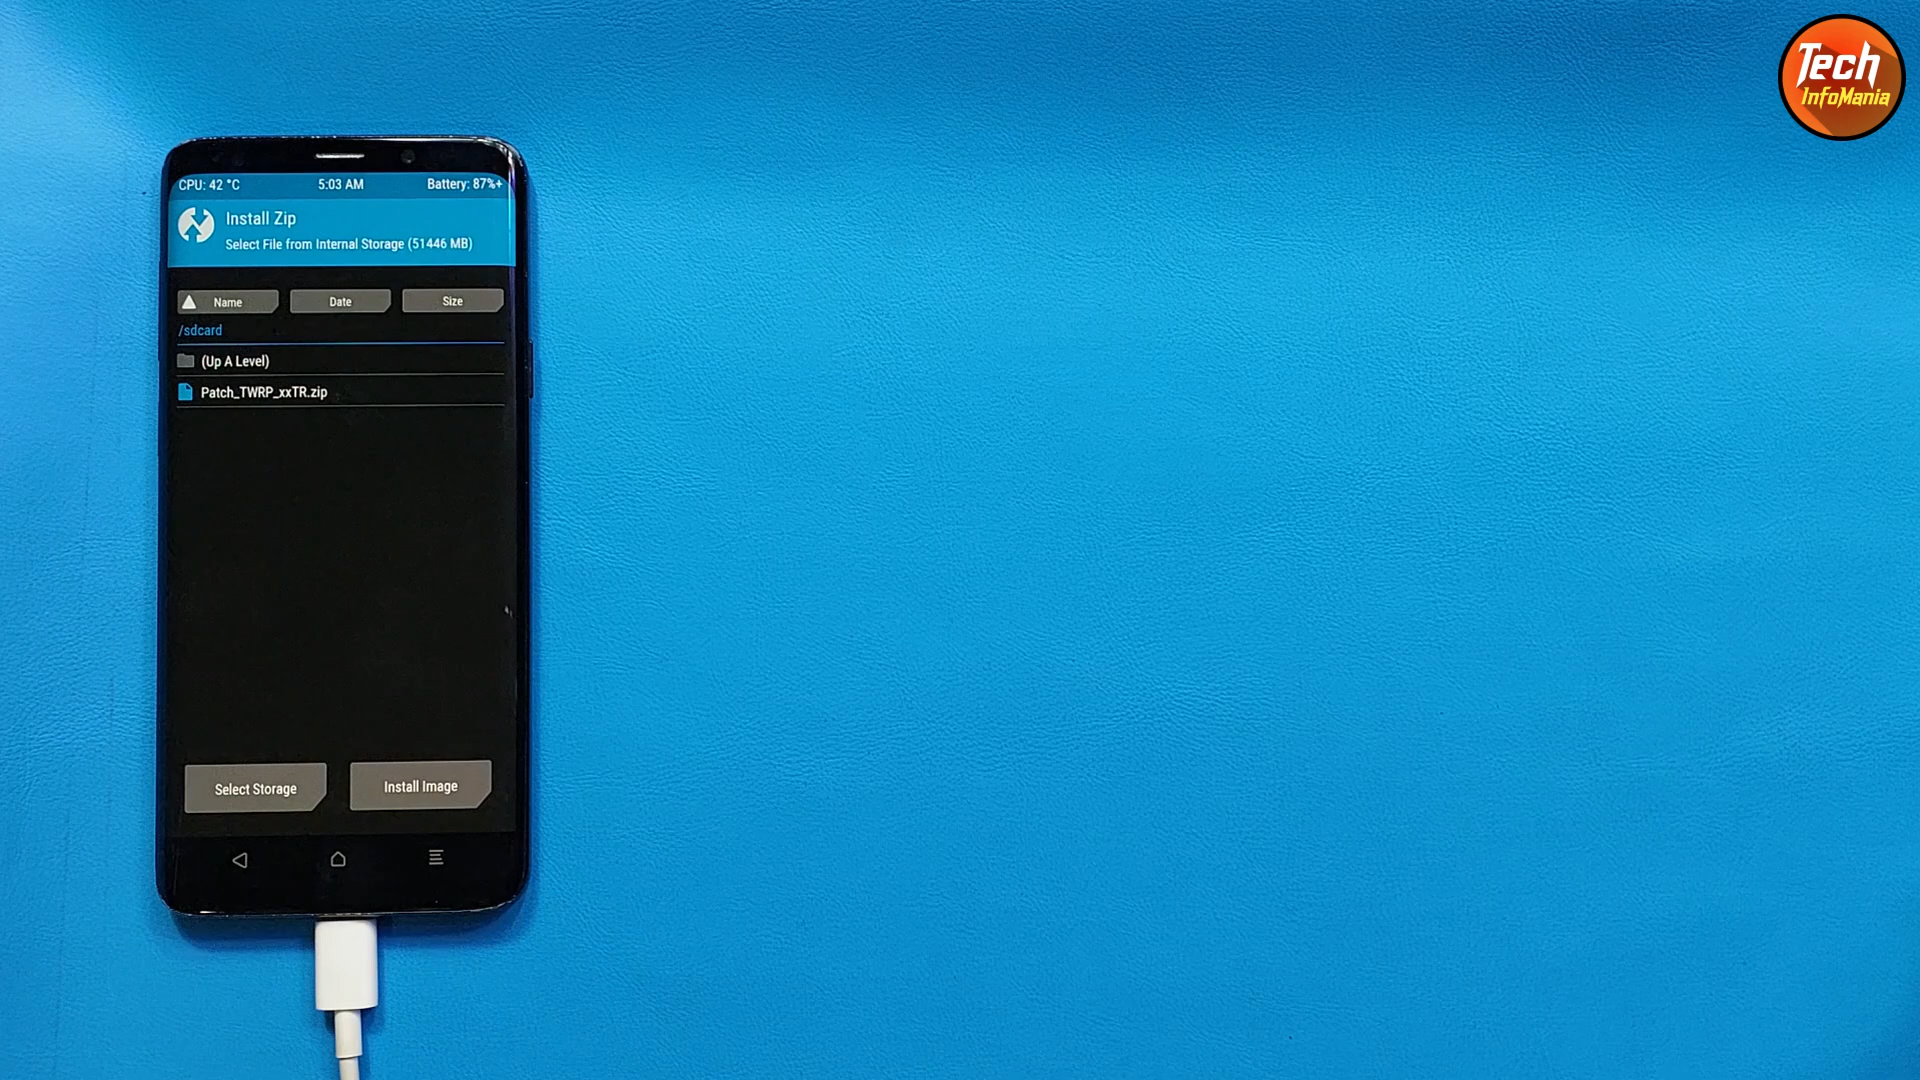 Tech
InfoMania
CPU: 42 °C 5:03 AM Battery: 87%+
Install Zip
Select File from Internal Storage (51446 MB)
Name Date Size
/sdcard
(Up A Level)
Patch_TWRP_xxTR.zip
Select Storage Install Image